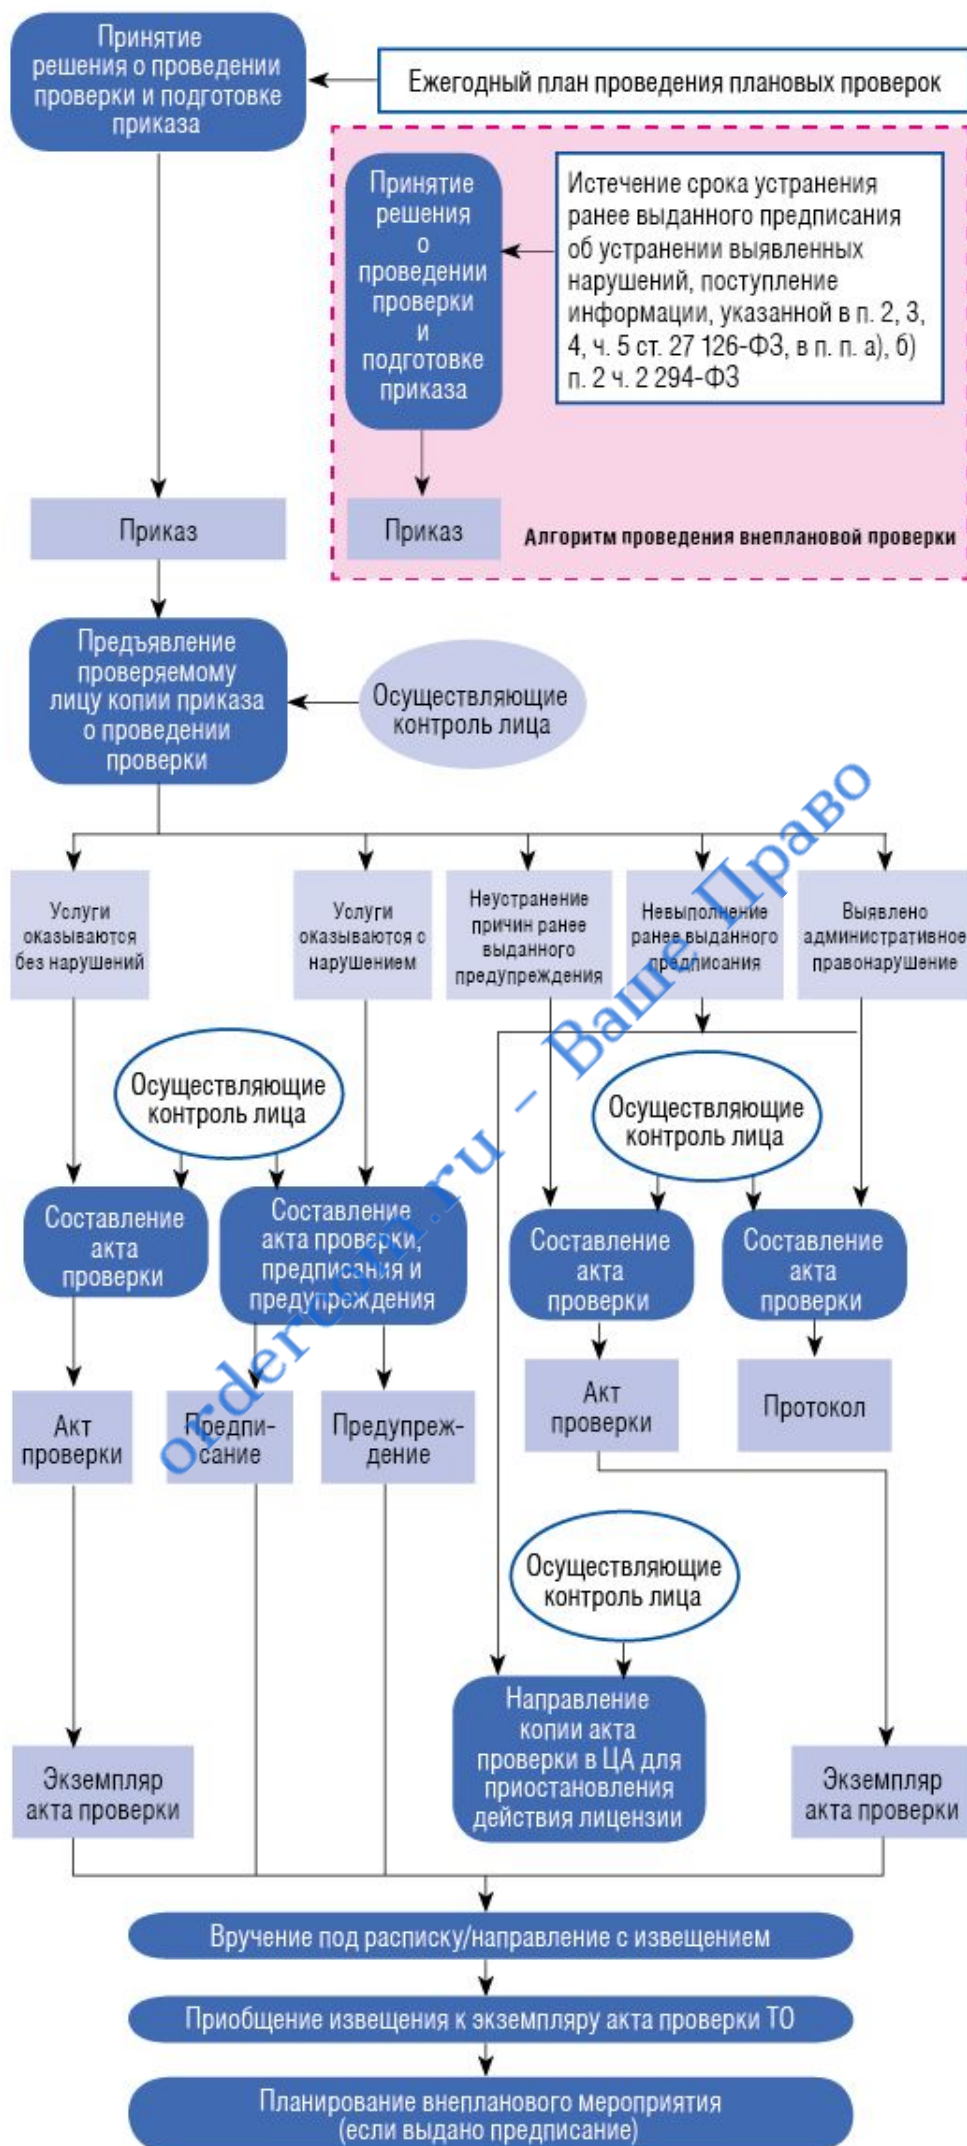 Принятие
решения о проведении
проверки и подготовке
приказа
Ежегодный план проведения плановых проверок
Принятие
решения
о
проведении
проверки
и
подготовке
приказа
Истечение срока устранения
ранее выданного предписания
об устранении выявленных
нарушений, поступление
информации, указанной в п. 2, 3,
4, ч. 5 ст. 27 126-ФЗ, в п. п. а), б)
п. 2 ч. 2 294-ФЗ
Приказ
Приказ
Алгоритм проведения внеплановой проверки
Предъявление
проверяемому
лицу копии приказа
о проведении
проверки
Осуществляющие
контроль лица
Услуги
оказываются
без нарушений
Услуги
оказываются с
нарушением
Неустранение
причин ранее
выданного
предупреждения
Невыполнение
ранее выданного
предписания
Выявлено
административное
правонарушение
Осуществляющие
контроль лица
Осуществляющие
контроль лица
Составление
акта
проверки
Составление
акта проверки,
предписания и
предупреждения
Составление
акта
проверки
Составление
акта
проверки
Акт
проверки
Предпи-
сание
Предупреж-
дение
Акт
проверки
Протокол
Осуществляющие
контроль лица
Направление
копии акта
проверки в ЦА для
приостановления
действия лицензии
Экземпляр
акта проверки
Экземпляр
акта проверки
Вручение под расписку/направление с извещением
Приобщение извещения к экземпляру акта проверки ТО
Планирование внепланового мероприятия
(если выдано предписание)
ordercom.ru – Ваше Право